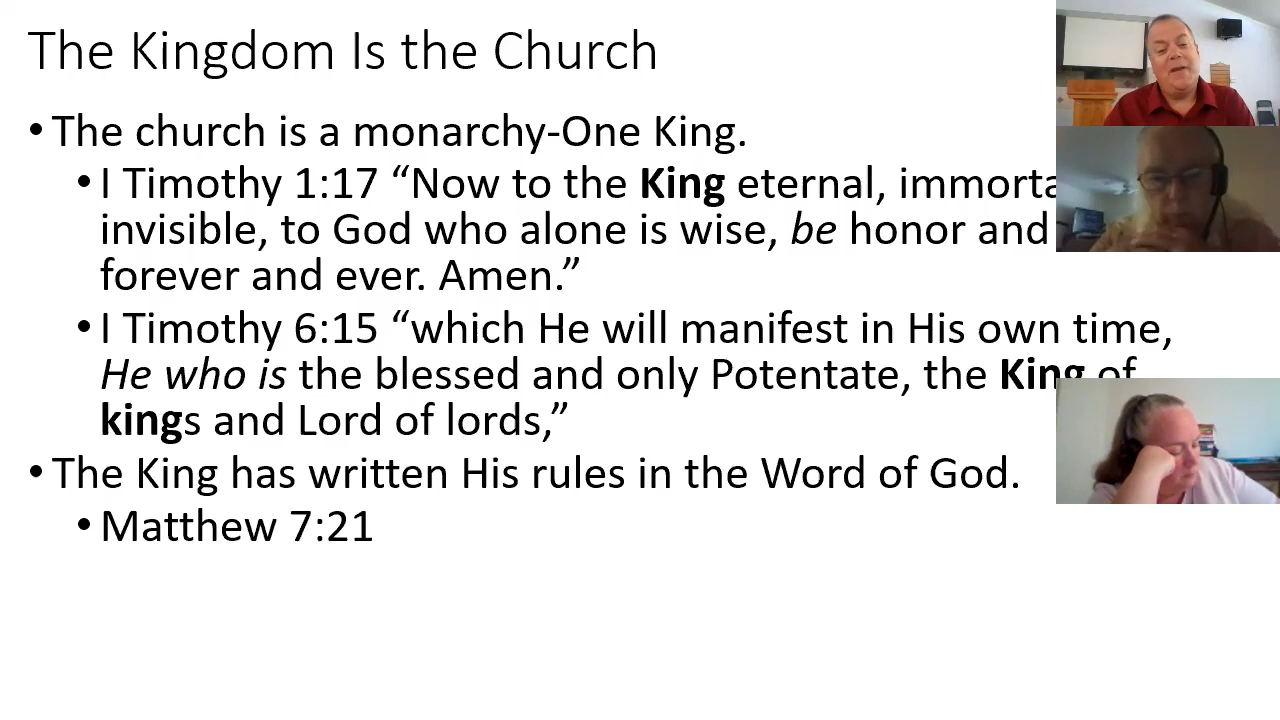 The Kingdom Is the Church
• The church is a monarchy-One King.
• I Timothy 1:17 “Now to the King eternal, immorta
invisible, to God who alone is wise, be honor and
forever and ever. Amen.”
• I Timothy 6:15 “which He will manifest in His own time,
He who is the blessed and only Potentate, the King of
kings and Lord of lords,”
• The King has written His rules in the Word of God.
• Matthew 7:21